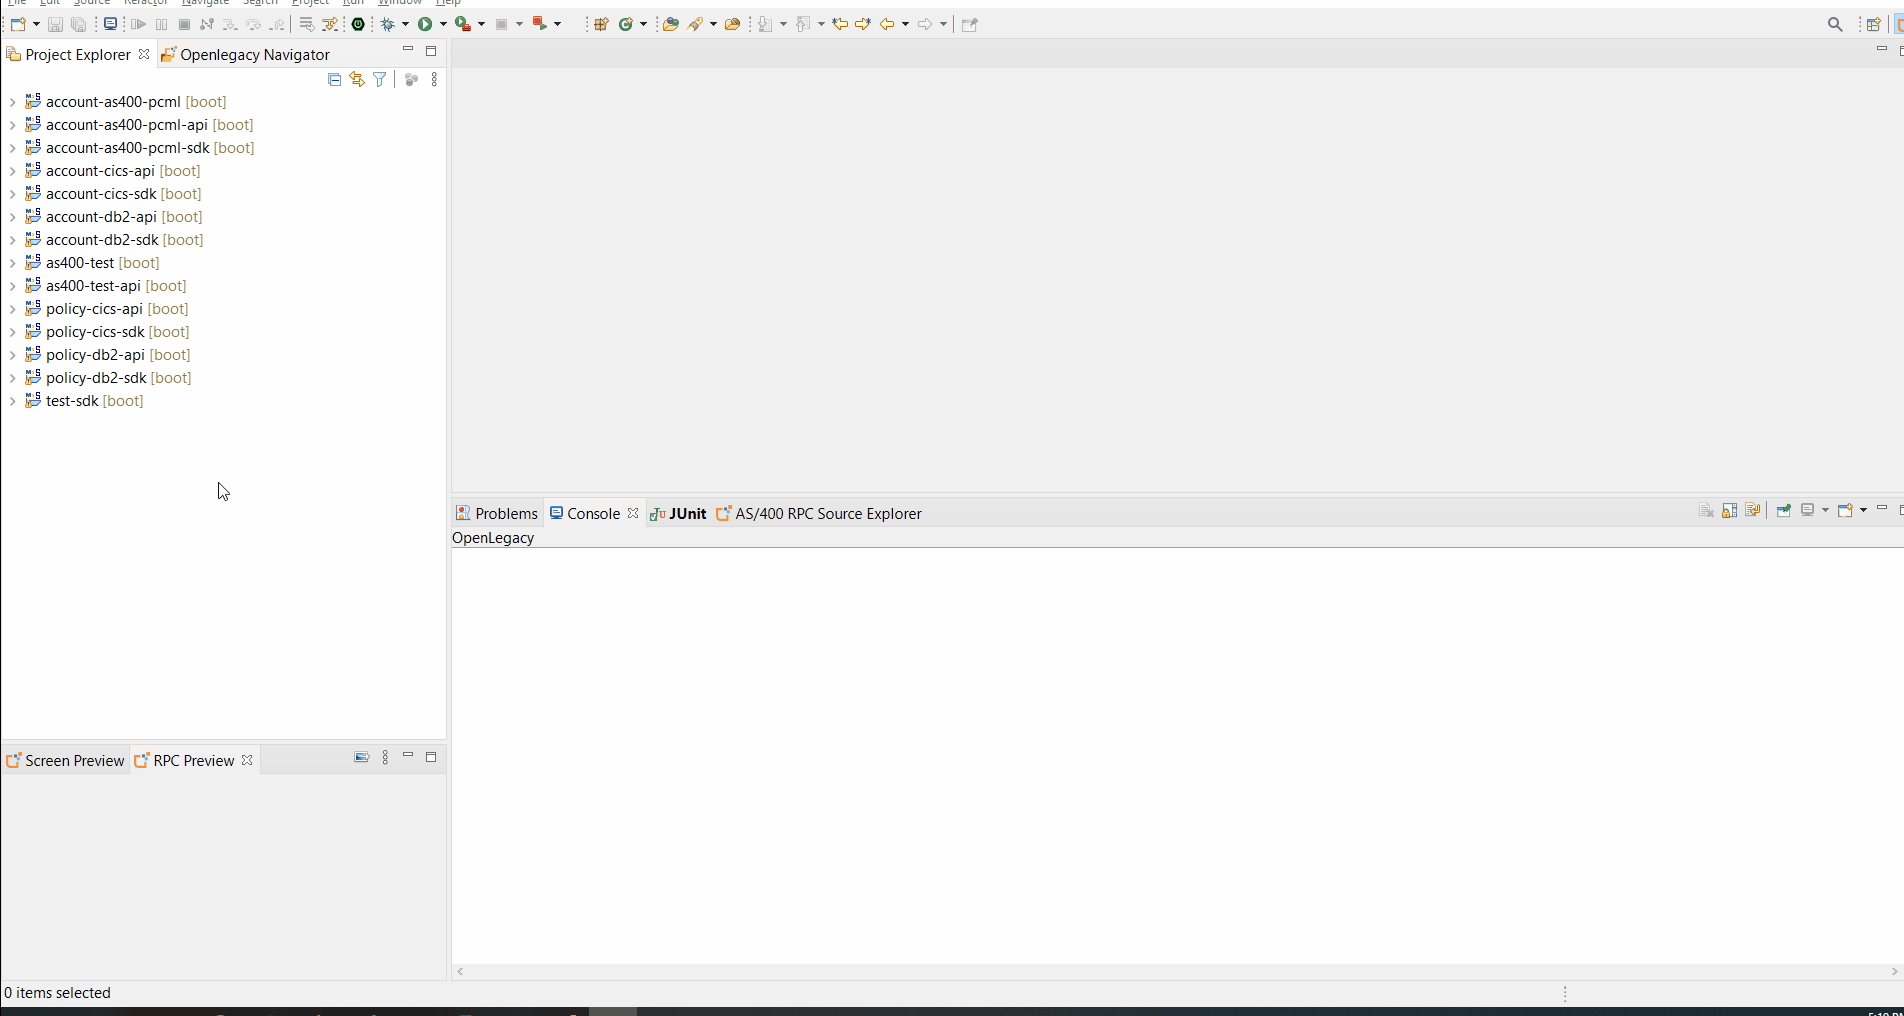 File Edit Source Refactor Navigate Search Project Run Window Help
Project Explorer
Openlegacy Navigator
account-as400-pcml [boot]
account-as400-pcml-api [boot]
account-as400-pcml-sdk [boot]
account-cics-api [boot]
account-cics-sdk [boot]
account-db2-api [boot]
account-db2-sdk [boot]
as400-test [boot]
as400-test-api [boot]
policy-cics-api [boot]
policy-cics-sdk [boot]
policy-db2-api [boot]
policy-db2-sdk [boot]
test-sdk [boot]
Problems
Console
JUnit
AS/400 RPC Source Explorer
OpenLegacy
Screen Preview
RPC Preview
0 items selected